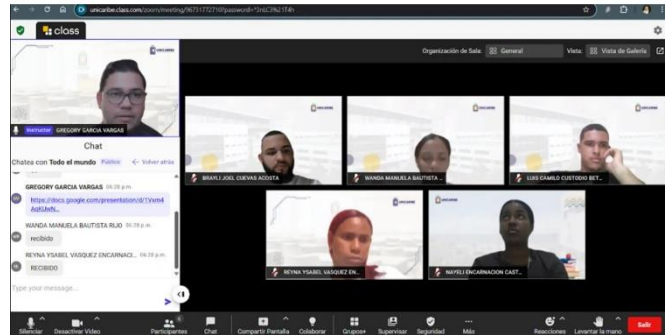 unicaribe.class.com/zoom/meeting/96731772710?password=
class
Organización de Sala:
General
Vista:
Vista de Galería
UNICARIBE
Instructor GREGORY GARCIA VARGAS
Chat
Chatea con Todo el mundo
Público
Volver atrás
GREGORY GARCIA VARGAS 06:28 p.m.
https://docs.google.com/presentation/d/
WANDA MANUELA BAUTISTA RIJO 06:28 p.m.
recibido
REYNA YSABEL VASQUEZ ENCARNACI... 06:28 p.m.
RECIBIDO
Type your message...
BRAYLI JOEL CUEVAS ACOSTA
WANDA MANUELA BAUTISTA ...
LUIS CAMILO CUSTODIO BET...
REYNA YSABEL VASQUEZ EN...
NAYELI ENCARNACION CAST...
Silenciar
Desactivar Video
Participantes
Chat
Compartir Pantalla
Colaborar
Grupos+
Supervisar
Seguridad
Más
Reacciones
Levantar la mano
Salir